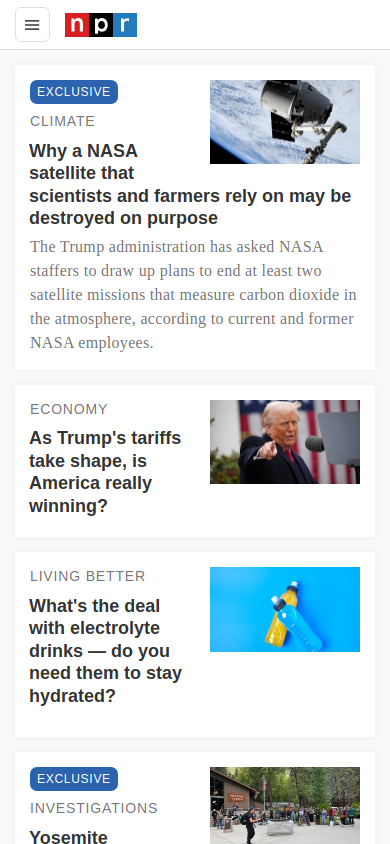 npr
EXCLUSIVE
CLIMATE
Why a NASA
satellite that
scientists and farmers rely on may be
destroyed on purpose
The Trump administration has asked NASA
staffers to draw up plans to end at least two
satellite missions that measure carbon dioxide in
the atmosphere, according to current and former
NASA employees.
ECONOMY
As Trump's tariffs
take shape, is
America really
winning?
LIVING BETTER
What's the deal
with electrolyte
drinks — do you
need them to stay
hydrated?
EXCLUSIVE
INVESTIGATIONS
Yosemite